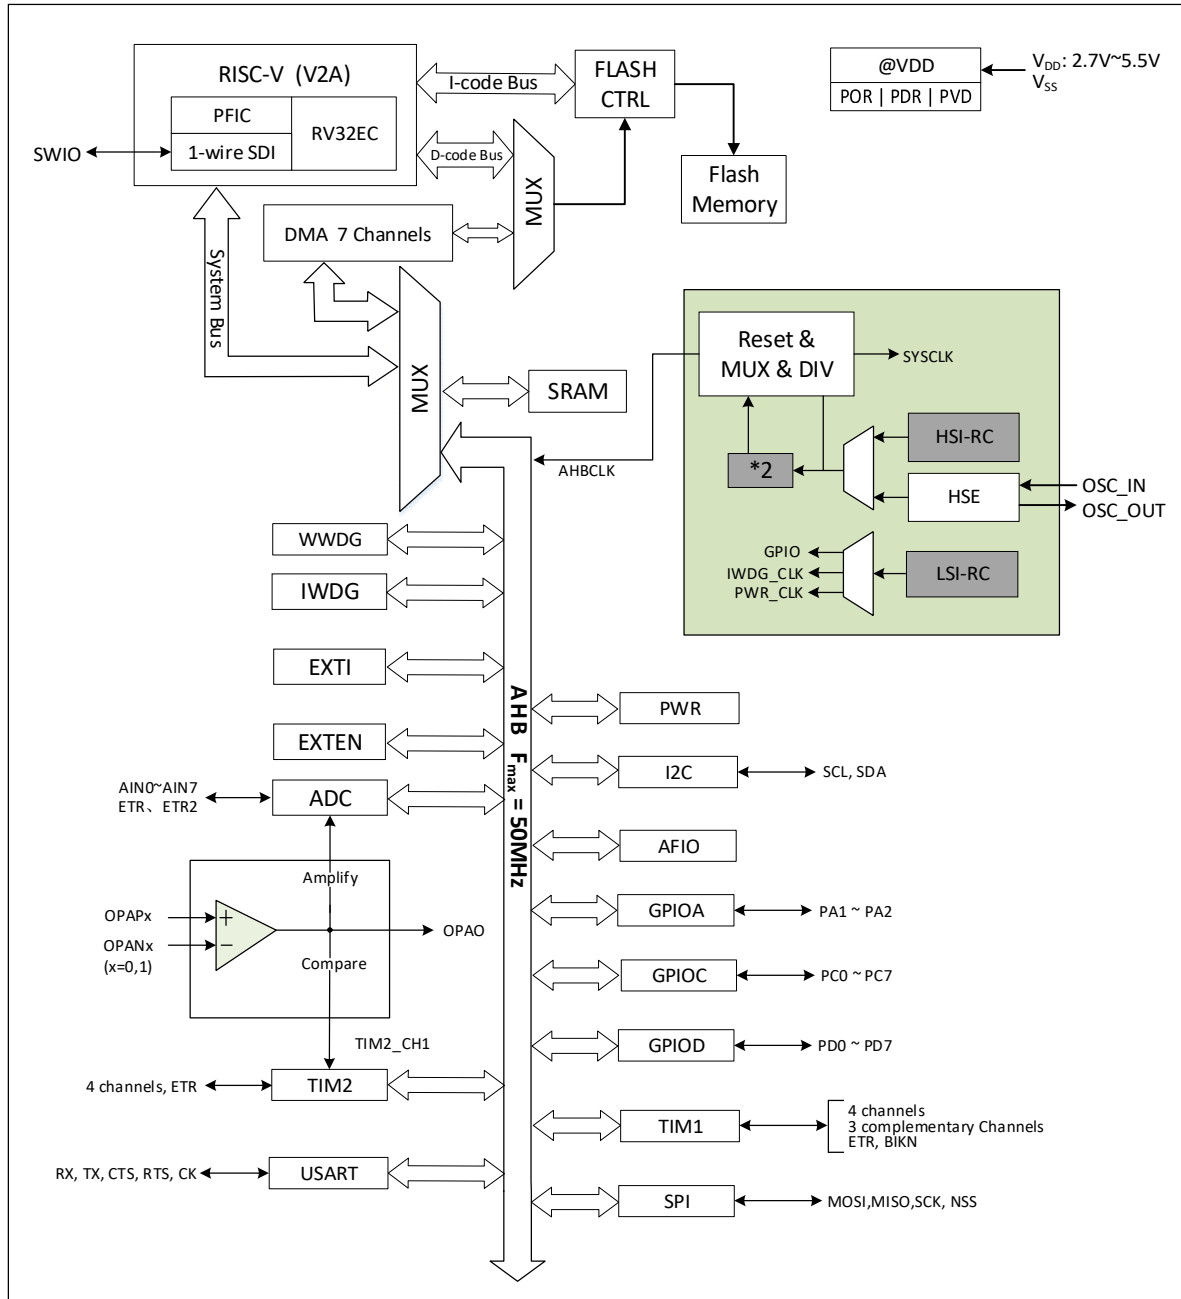 RISC-V (V2A)
PFIC
1-wire SDI
RV32EC
SWIO
I-code Bus
D-code Bus
FLASH
CTRL
Flash
Memory
@VDD
POR | PDR | PVD
VDD: 2.7V~5.5V
VSS
MUX
DMA 7 Channels
System Bus
MUX
SRAM
Reset &
MUX & DIV
SYSCLK
AHBCLK
*2
HSI-RC
HSE
OSC_IN
OSC_OUT
GPIO
IWDG_CLK
PWR_CLK
LSI-RC
WWDG
IWDG
EXTI
EXTEN
AIN0~AIN7
ETR、ETR2
ADC
AHB Fmax = 50MHz
Amplify
OPAPx
OPANx
(x=0,1)
+
−
OPAO
Compare
TIM2_CH1
4 channels, ETR
TIM2
RX, TX, CTS, RTS, CK
USART
PWR
I2C
SCL, SDA
AFIO
GPIOA
PA1 ~ PA2
GPIOC
PC0 ~ PC7
GPIOD
PD0 ~ PD7
TIM1
4 channels
3 complementary Channels
ETR, BIKN
SPI
MOSI,MISO,SCK, NSS